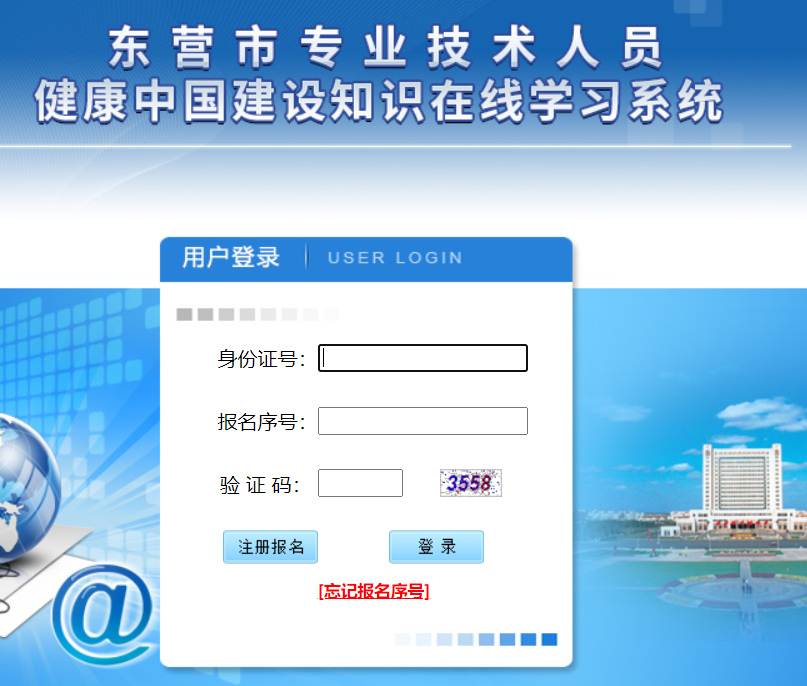 东营市专业技术人员
健康中国建设知识在线学习系统
用户登录 USER LOGIN
身份证号：
报名序号：
验 证 码： 3558
注册报名 登 录
[忘记报名序号]
@